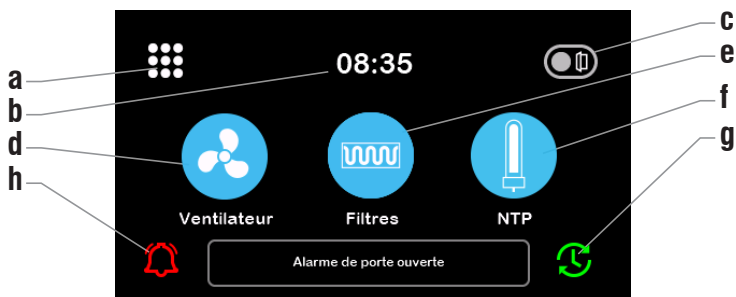 c
e
a
08:35
b
f
d
g
h
Ventilateur
Filtres
NTP
Alarme de porte ouverte